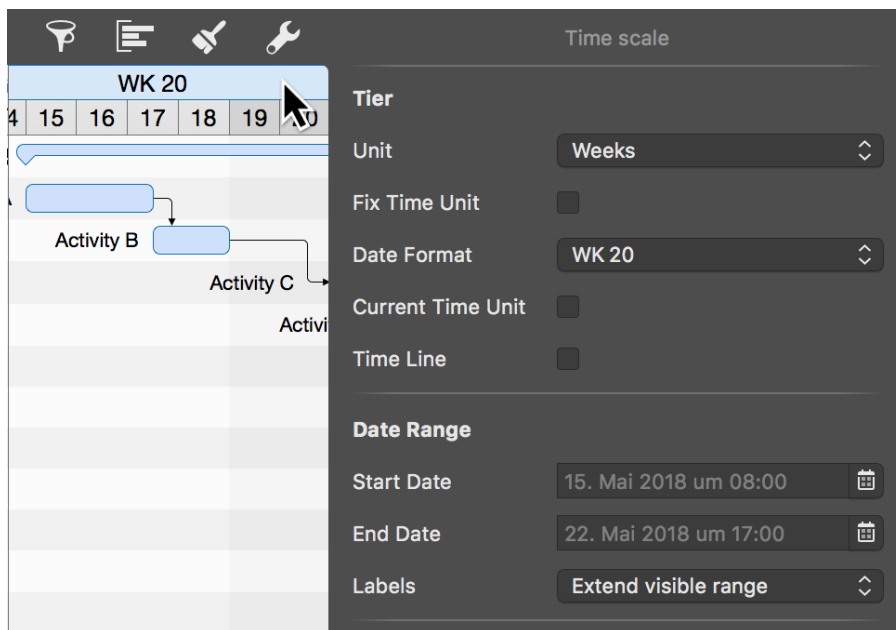 Time scale
WK 20
4 15 16 17 18 19
Tier
Unit Weeks
Fix Time Unit
Activity B
Date Format WK 20
Activity C
Current Time Unit
Activi
Time Line
Date Range
Start Date 15. Mai 2018 um 08:00
End Date 22. Mai 2018 um 17:00
Labels Extend visible range